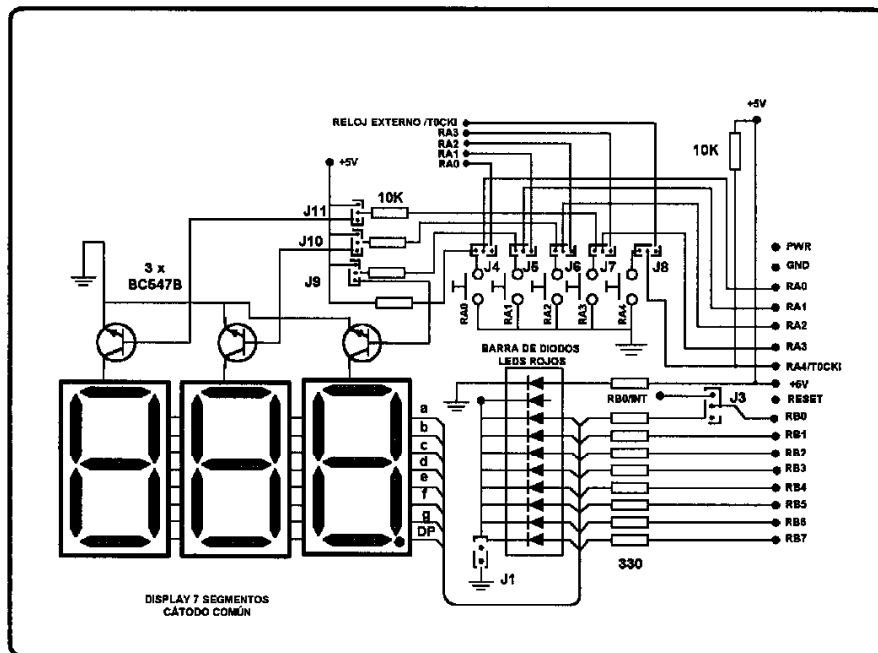 +5V
RELOJ EXTERNO /T0CKI
RA3
RA2
RA1
RA0
10K
+5V
10K
J11
J10
J9
3 x
BC547B
J4
J5
J6
J7
J8
RA0
RA1
RA2
RA3
RA4
PWR
GND
RA0
RA1
RA2
RA3
RA4/T0CKI
+5V
RESET
RB0
RB1
RB2
RB3
RB4
RB5
RB6
RB7
BARRA DE DIODOS
LEDS ROJOS
RB0/INT
J3
a
b
c
d
e
f
g
DP
J1
330
DISPLAY 7 SEGMENTOS
CÁTODO COMÚN